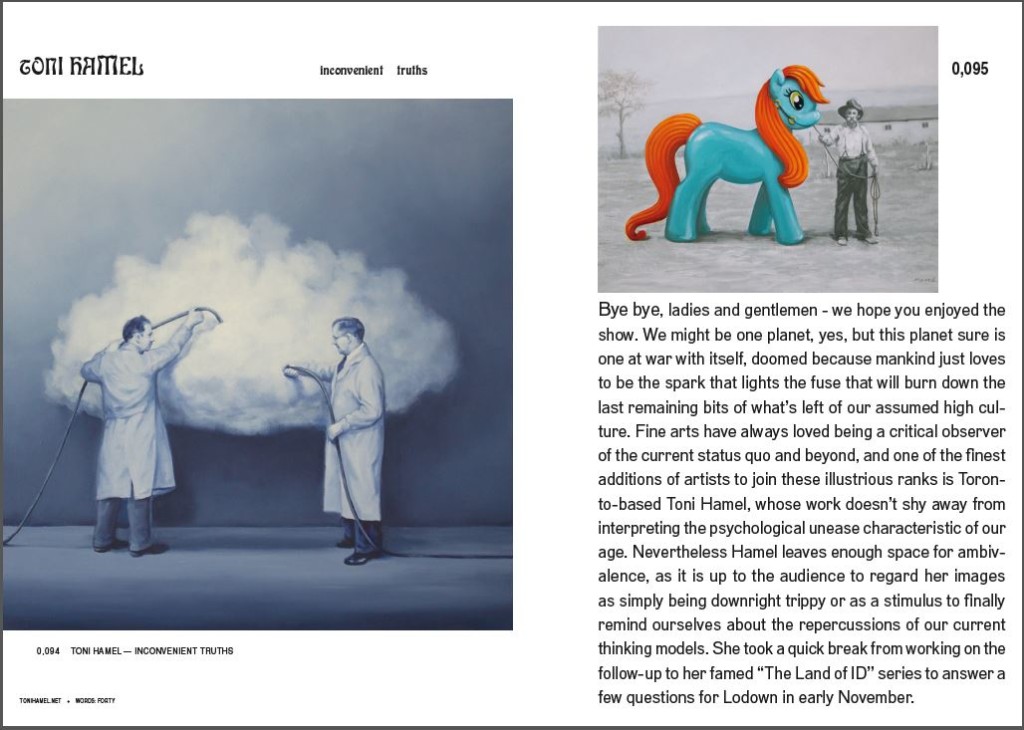 TONI HAMEL
inconvenient truths
0,094 TONI HAMEL — INCONVENIENT TRUTHS
TONIHAMEL.NET • WORDS: FORTY
0,095
Bye bye, ladies and gentlemen - we hope you enjoyed the
show. We might be one planet, yes, but this planet sure is
one at war with itself, doomed because mankind just loves
to be the spark that lights the fuse that will burn down the
last remaining bits of what's left of our assumed high cul-
ture. Fine arts have always loved being a critical observer
of the current status quo and beyond, and one of the finest
additions of artists to join these illustrious ranks is Toron-
to-based Toni Hamel, whose work doesn't shy away from
interpreting the psychological unease characteristic of our
age. Nevertheless Hamel leaves enough space for ambiv-
alence, as it is up to the audience to regard her images
as simply being downright trippy or as a stimulus to finally
remind ourselves about the repercussions of our current
thinking models. She took a quick break from working on the
follow-up to her famed “The Land of ID” series to answer a
few questions for Lodown in early November.